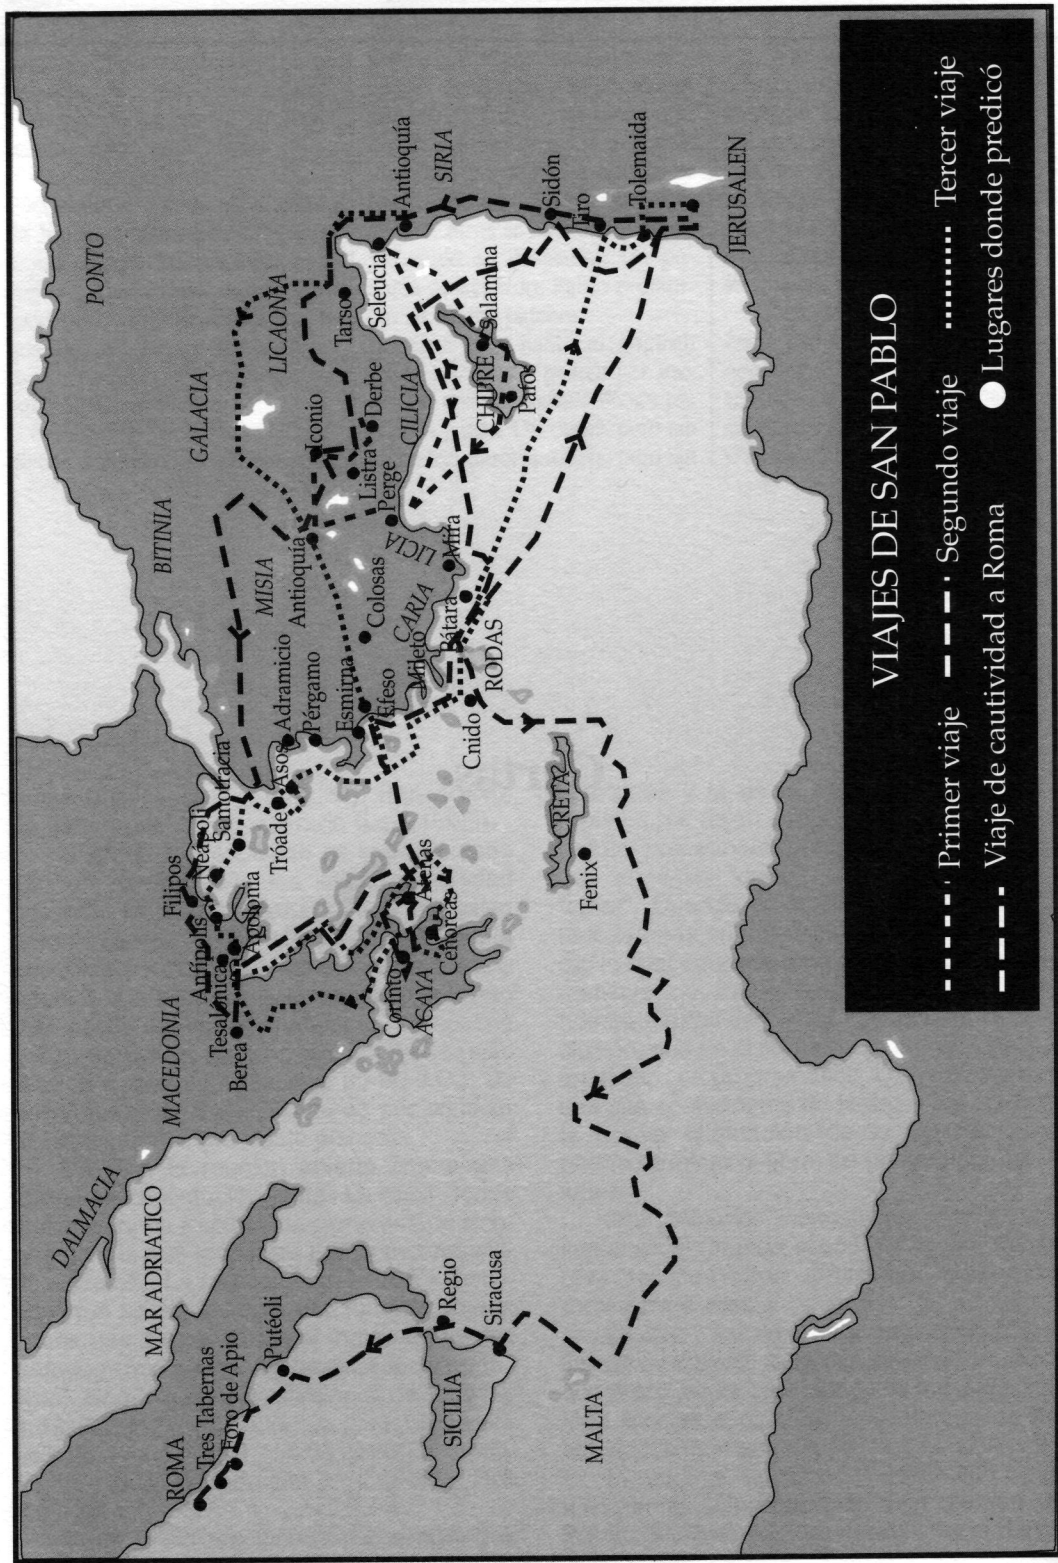 DALMACIA
MAR ADRIATICO
MACEDONIA
PONTO
BITINIA
GALACIA
LICAONIA
MISIA
CILICIA
LICIA
CARIA
SIRIA
ACAYA
ROMA
Tres Tabernas
Foro de Apio
Putéoli
Regio
Siracusa
SICILIA
MALTA
Berea
Tesalónica
Anfípolis
Filipos
Neápoli
Samotracia
Tróade
Asos
Adramicio
Pérgamo
Esmirna
Efeso
Mileto
Colosas
Antioquía
Iconio
Listra
Derbe
Perge
Tarso
Seleucia
Antioquía
Salamina
CHIPRE
Pafos
Mira
Pátara
RODAS
Cnido
CRETA
Fenix
Corinto
Atenas
Sidón
Tiro
Tolemaida
JERUSALEN
VIAJES DE SAN PABLO
Primer viaje Segundo viaje Tercer viaje
Viaje de cautividad a Roma Lugares donde predicó